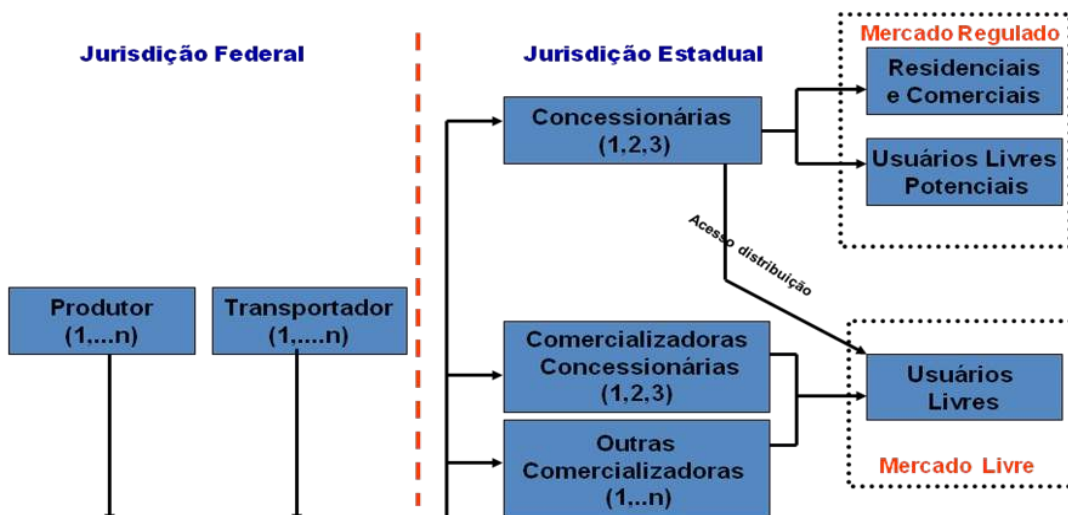 Jurisdição Federal
Jurisdição Estadual
Mercado Regulado
Residenciais
e Comerciais
Concessionárias
(1,2,3)
Usuários Livres
Potenciais
Acesso distribuição
Produtor
(1,...n)
Transportador
(1,....n)
Comercializadoras
Concessionárias
(1,2,3)
Usuários
Livres
Outras
Comercializadoras
(1,..n)
Mercado Livre